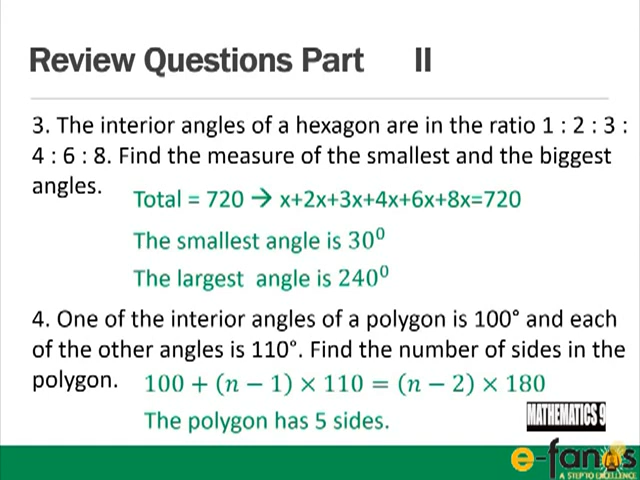 Review Questions Part II
3. The interior angles of a hexagon are in the ratio 1 : 2 : 3 :
4 : 6 : 8. Find the measure of the smallest and the biggest
angles.
Total = 720 → x+2x+3x+4x+6x+8x=720
The smallest angle is 30⁰
The largest angle is 240⁰
4. One of the interior angles of a polygon is 100° and each
of the other angles is 110°. Find the number of sides in the
polygon.
100 + (n − 1) × 110 = (n − 2) × 180
The polygon has 5 sides.
MATHEMATICS 9
e-fanos
A STEP TO EXCELLENCE